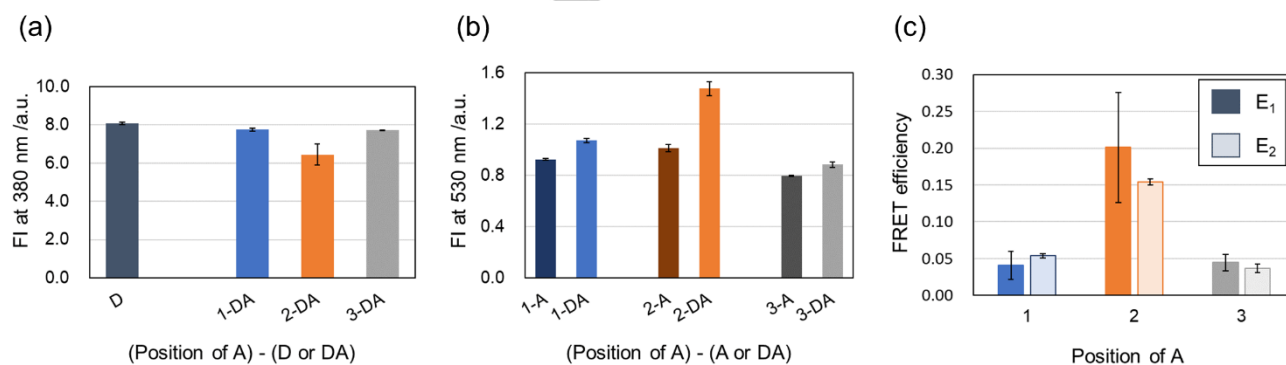 (a)
FI at 380 nm /a.u.
10.0
8.0
6.0
4.0
2.0
0.0
D
1-DA
2-DA
3-DA
(Position of A) - (D or DA)
(b)
FI at 530 nm /a.u.
1.6
1.2
0.8
0.4
0.0
1-A
1-DA
2-A
2-DA
3-A
3-DA
(Position of A) - (A or DA)
(c)
FRET efficiency
0.30
0.25
0.20
0.15
0.10
0.05
0.00
E1
E2
1
2
3
Position of A